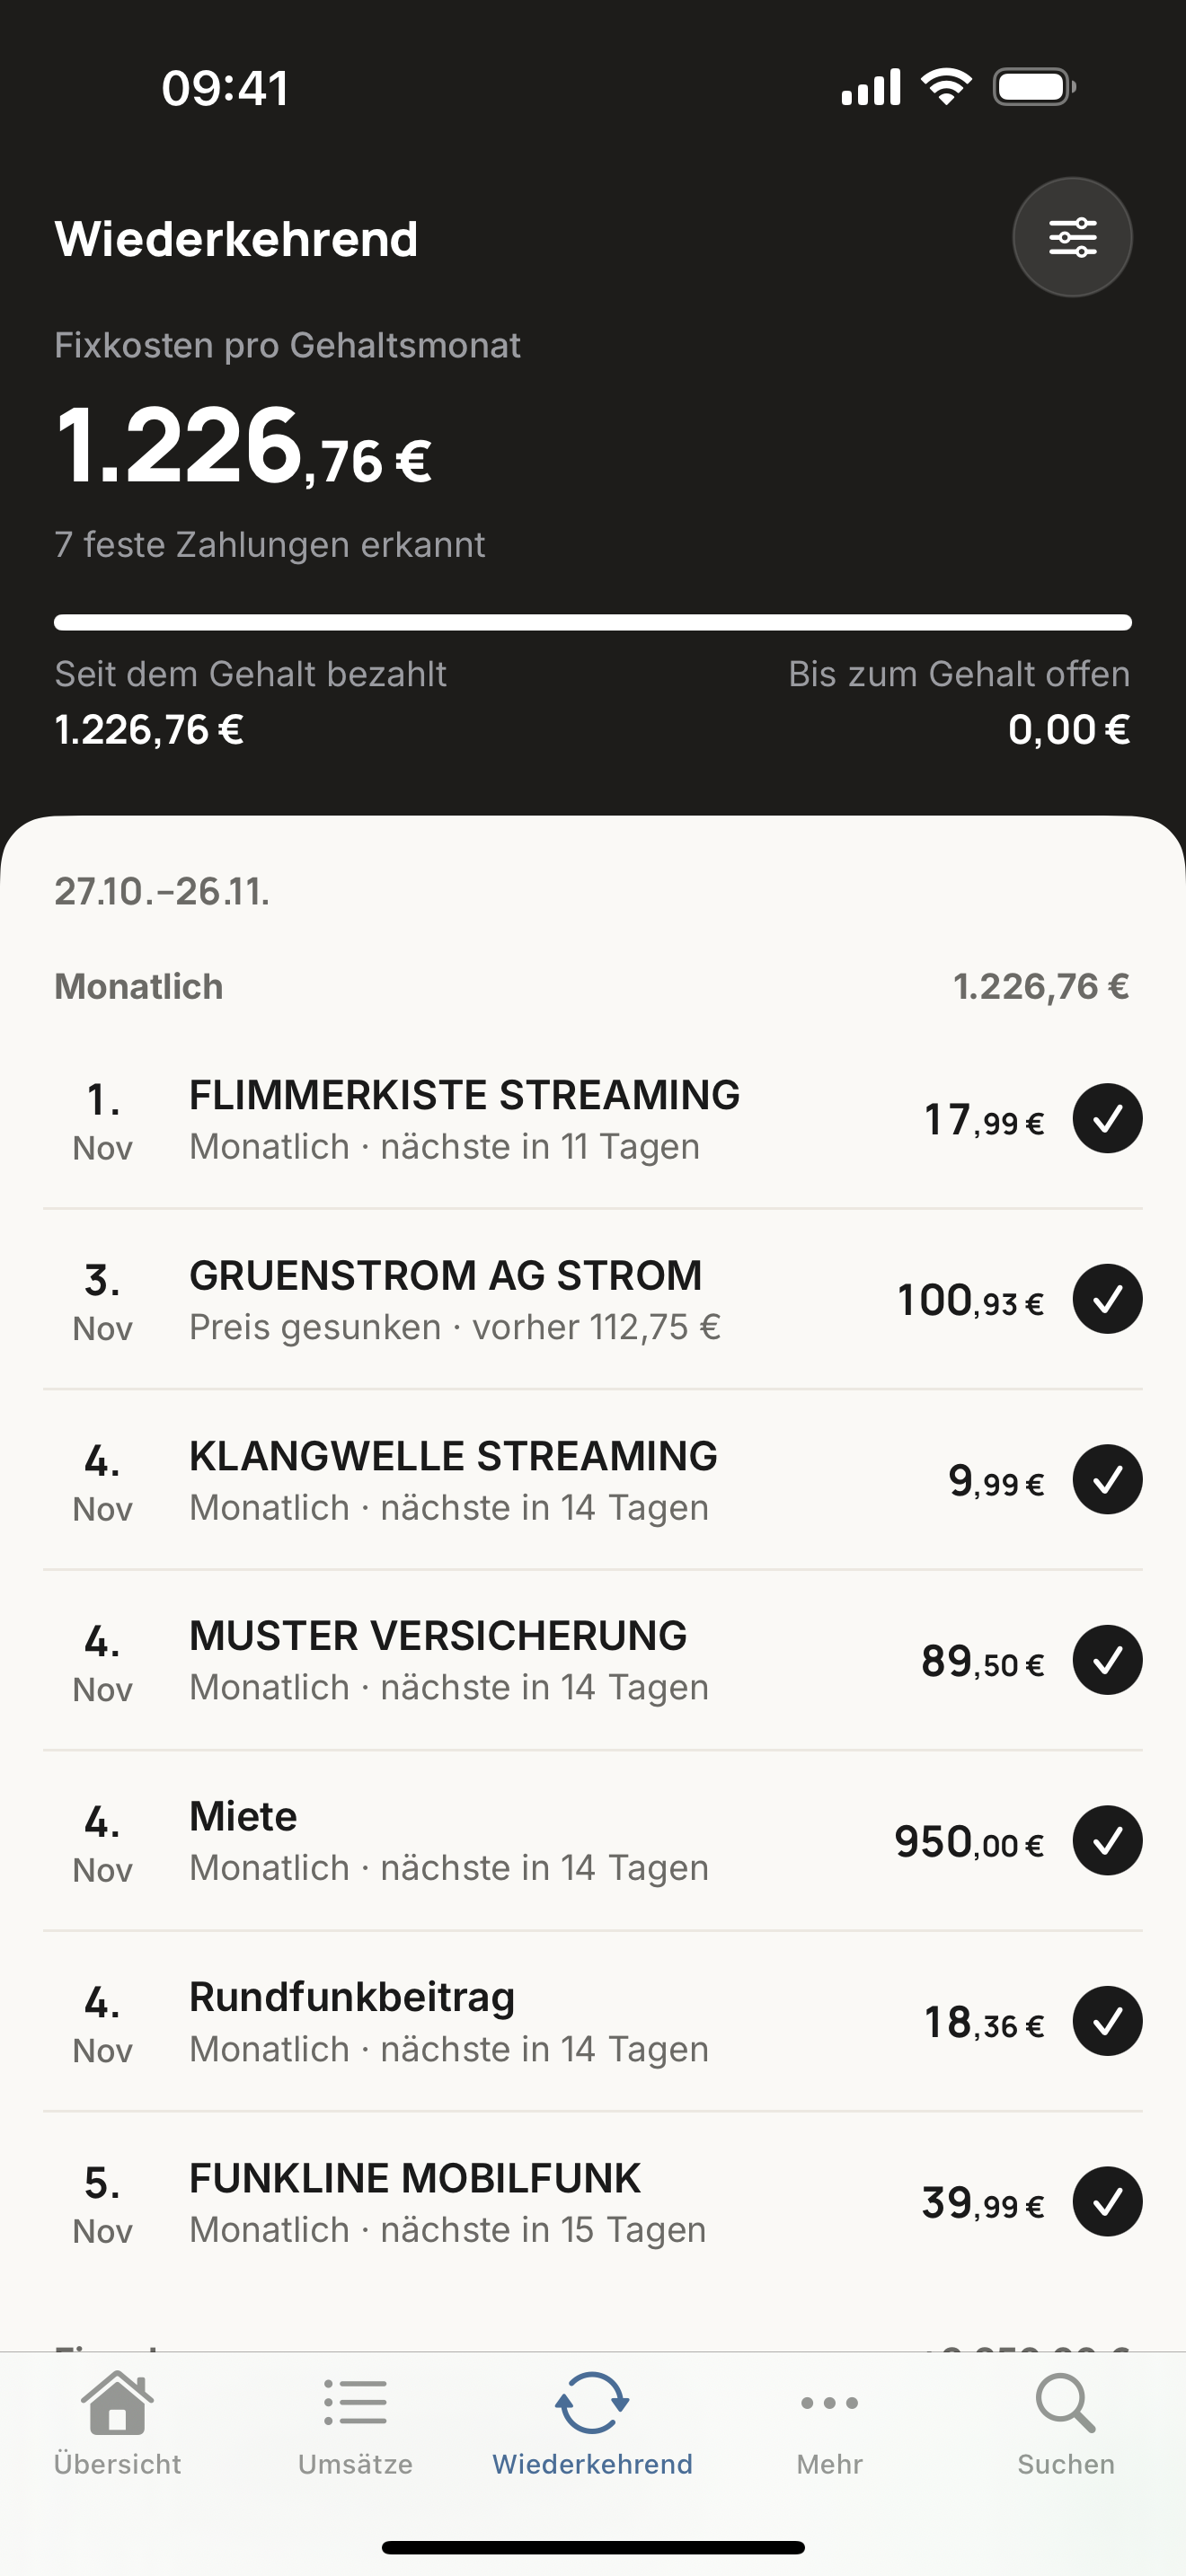 09:41
Wiederkehrend
Fixkosten pro Gehaltsmonat
1.226,76 €
7 feste Zahlungen erkannt
Seit dem Gehalt bezahlt
Bis zum Gehalt offen
1.226,76 €
0,00 €
27.10.–26.11.
Monatlich
1.226,76 €
1. Nov
FLIMMERKISTE STREAMING
Monatlich · nächste in 11 Tagen
17,99 €
3. Nov
GRUENSTROM AG STROM
Preis gesunken · vorher 112,75 €
100,93 €
4. Nov
KLANGWELLE STREAMING
Monatlich · nächste in 14 Tagen
9,99 €
4. Nov
MUSTER VERSICHERUNG
Monatlich · nächste in 14 Tagen
89,50 €
4. Nov
Miete
Monatlich · nächste in 14 Tagen
950,00 €
4. Nov
Rundfunkbeitrag
Monatlich · nächste in 14 Tagen
18,36 €
5. Nov
FUNKLINE MOBILFUNK
Monatlich · nächste in 15 Tagen
39,99 €
Übersicht
Umsätze
Wiederkehrend
Mehr
Suchen